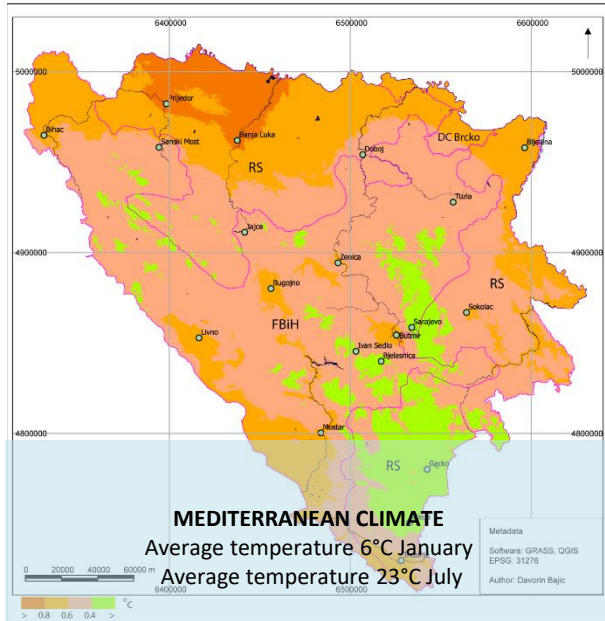 6400000
6500000
6600000
5000000
Prijedor
Bihac
Banja Luka
Sanski Most
DC Brcko
Doboj
Bijeljina
RS
Tuzla
Jajce
4900000
Zenica
RS
Bugojno
Sokolac
FBiH
Sarajevo
Livno
Butmir
Ivan Sedlo
Bjelasnica
Mostar
4800000
RS
Gacko
MEDITERRANEAN CLIMATE
Average temperature 6°C January
Average temperature 23°C July
Metadata
Software: GRASS, QGIS
EPSG: 31276
Author: Davorin Bajic
0 20000 40000 60000 m
6400000
6500000
°C
> 0.8 0.6 0.4 >